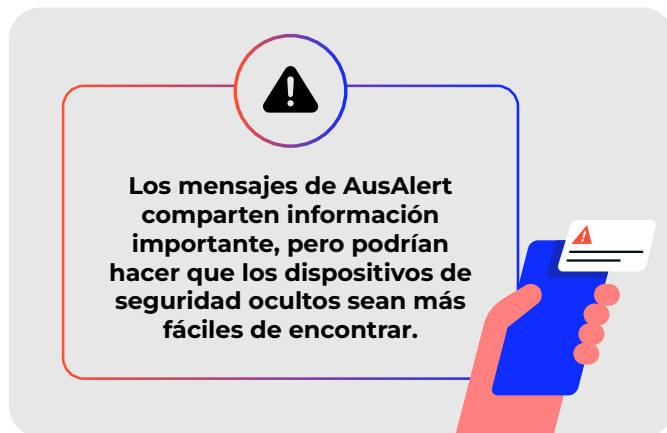 Los mensajes de AusAlert
comparten información
importante, pero podrían
hacer que los dispositivos de
seguridad ocultos sean más
fáciles de encontrar.